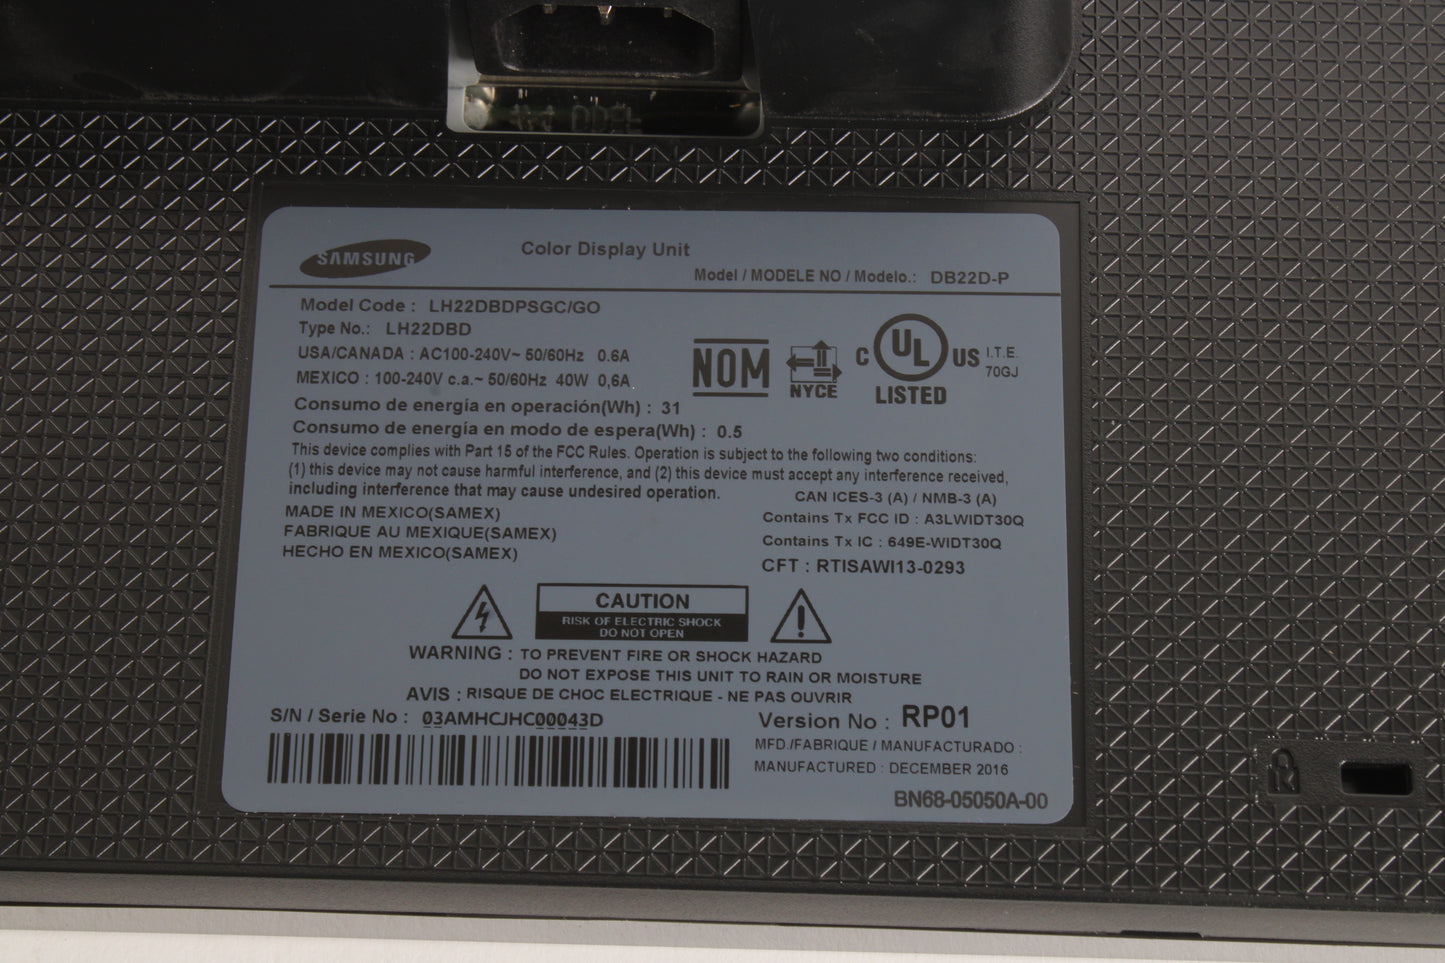 SAMSUNG
Color Display Unit
Model / MODELE NO / Modelo.: DB22D-P
Model Code : LH22DBDPSGC/GO
Type No.: LH22DBD
USA/CANADA : AC100-240V~ 50/60Hz 0.6A
MEXICO : 100-240V c.a.~ 50/60Hz 40W 0,6A
NOM
NYCE
C UL US
LISTED
I.T.E.
70GJ
Consumo de energía en operación(Wh) : 31
Consumo de energía en modo de espera(Wh) : 0.5
This device complies with Part 15 of the FCC Rules. Operation is subject to the following two conditions:
(1) this device may not cause harmful interference, and (2) this device must accept any interference received,
including interference that may cause undesired operation.
CAN ICES-3 (A) / NMB-3 (A)
MADE IN MEXICO(SAMEX)
Contains Tx FCC ID : A3LWIDT30Q
FABRIQUE AU MEXIQUE(SAMEX)
Contains Tx IC : 649E-WIDT30Q
HECHO EN MEXICO(SAMEX)
CFT : RTISAWI13-0293
CAUTION
RISK OF ELECTRIC SHOCK
DO NOT OPEN
WARNING : TO PREVENT FIRE OR SHOCK HAZARD
DO NOT EXPOSE THIS UNIT TO RAIN OR MOISTURE
AVIS : RISQUE DE CHOC ELECTRIQUE - NE PAS OUVRIR
S/N / Serie No : 03AMHCJHC00043D
Version No : RP01
MFD./FABRIQUE / MANUFACTURADO :
MANUFACTURED : DECEMBER 2016
BN68-05050A-00